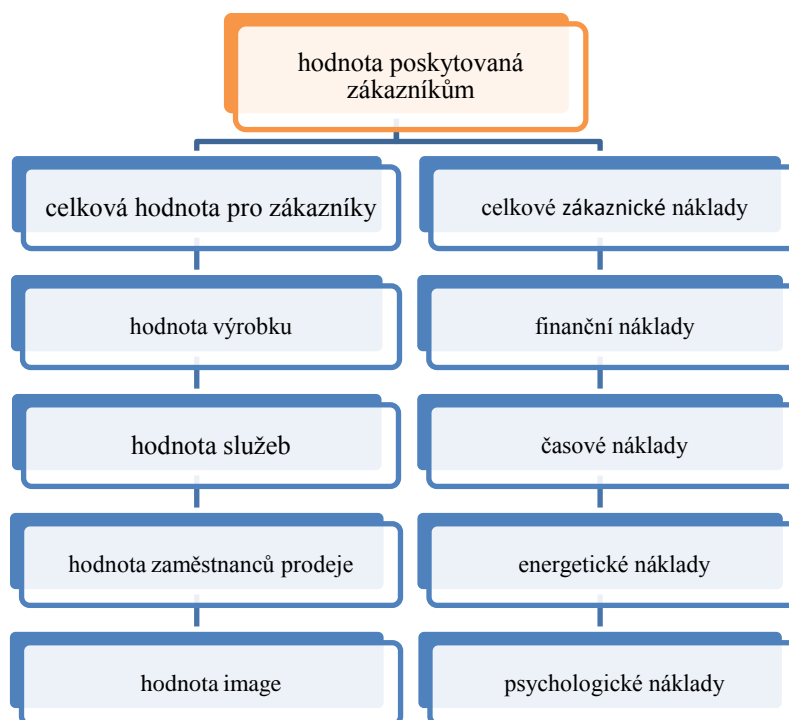 hodnota poskytovaná
zákazníkům
celková hodnota pro zákazníky
celkové zákaznické náklady
hodnota výrobku
finanční náklady
hodnota služeb
časové náklady
hodnota zaměstnanců prodeje
energetické náklady
hodnota image
psychologické náklady